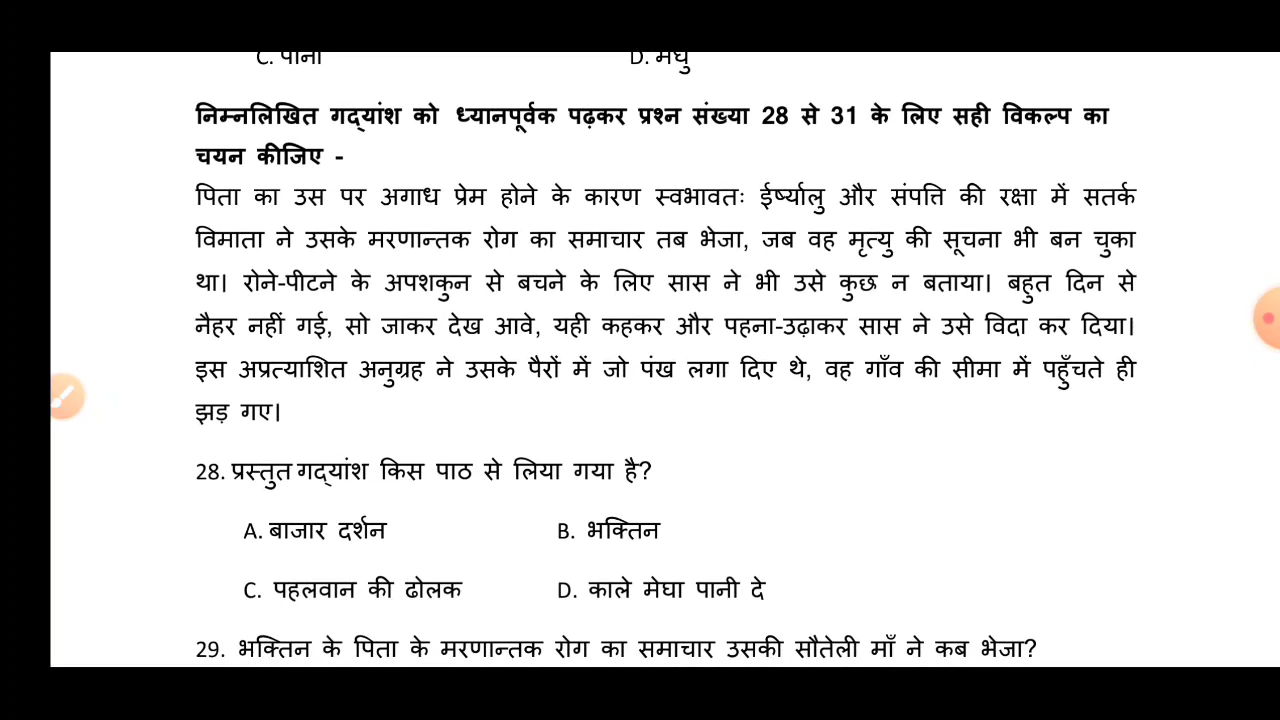 C. पानी D. मधु
निम्नलिखित गद्यांश को ध्यानपूर्वक पढ़कर प्रश्न संख्या 28 से 31 के लिए सही विकल्प का
चयन कीजिए -
पिता का उस पर अगाध प्रेम होने के कारण स्वभावतः ईर्ष्यालु और संपत्ति की रक्षा में सतर्क
विमाता ने उसके मरणान्तक रोग का समाचार तब भेजा, जब वह मृत्यु की सूचना भी बन चुका
था। रोने-पीटने के अपशकुन से बचने के लिए सास ने भी उसे कुछ न बताया। बहुत दिन से
नैहर नहीं गई, सो जाकर देख आवे, यही कहकर और पहना-उढ़ाकर सास ने उसे विदा कर दिया।
इस अप्रत्याशित अनुग्रह ने उसके पैरों में जो पंख लगा दिए थे, वह गाँव की सीमा में पहुँचते ही
झड़ गए।
28. प्रस्तुत गद्यांश किस पाठ से लिया गया है?
A. बाजार दर्शन B. भक्तिन
C. पहलवान की ढोलक D. काले मेघा पानी दे
29. भक्तिन के पिता के मरणान्तक रोग का समाचार उसकी सौतेली माँ ने कब भेजा?